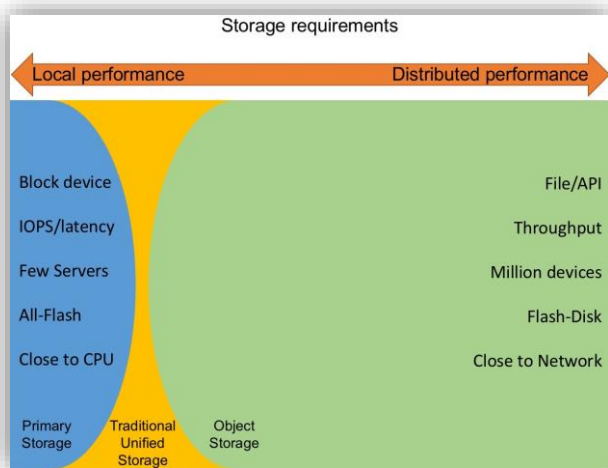 Storage requirements
Local performance
Distributed performance
Block device
File/API
IOPS/latency
Throughput
Few Servers
Million devices
All-Flash
Flash-Disk
Close to CPU
Close to Network
Primary
Storage
Traditional
Unified
Storage
Object
Storage